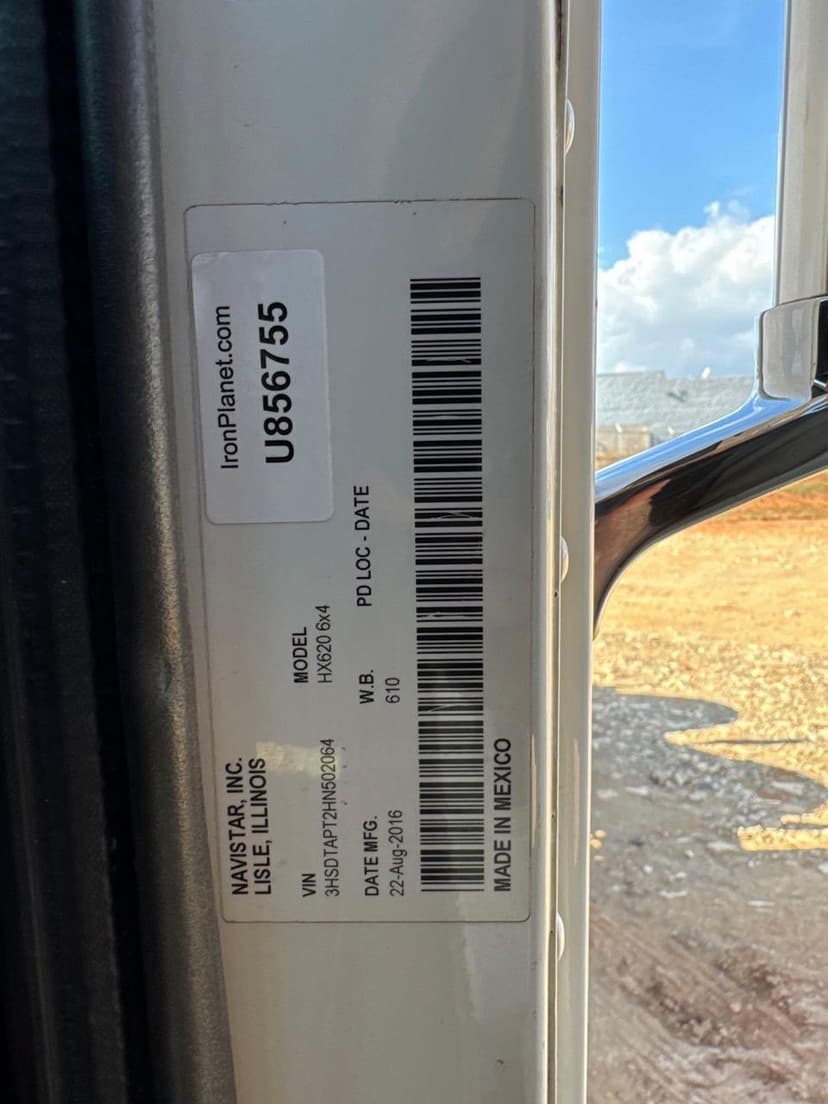 IronPlanet.com
U856755
NAVISTAR, INC.
LISLE, ILLINOIS
VIN
3HSDTAPT2HN502064
MODEL
HX620 6x4
DATE MFG.
22-Aug-2016
W.B.
610
PD LOC - DATE
MADE IN MEXICO